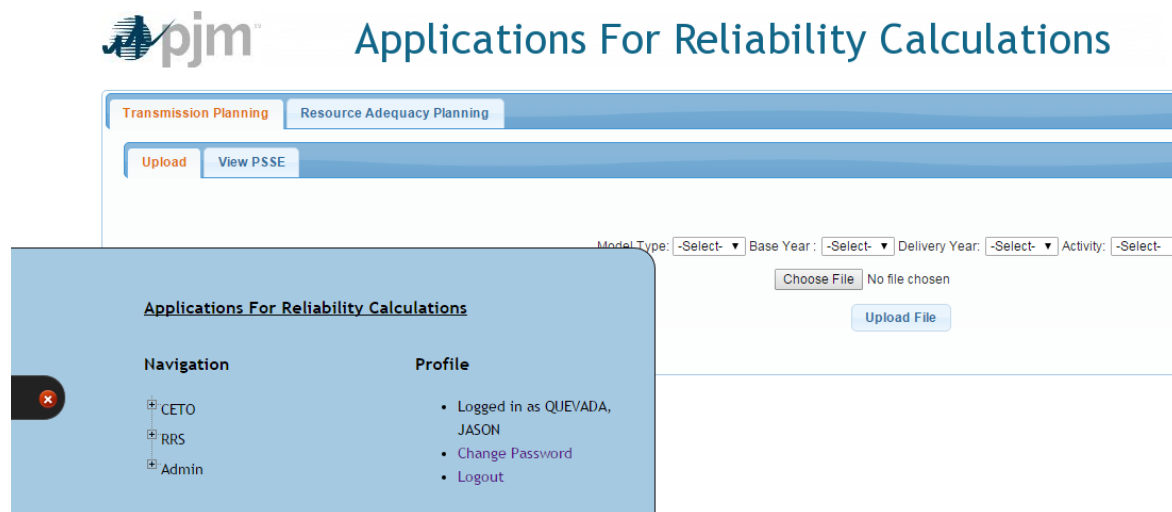 pjm Applications For Reliability Calculations
Transmission Planning Resource Adequacy Planning
Upload View PSSE
Model Type: -Select- Base Year : -Select- Delivery Year: -Select- Activity: -Select-
Choose File No file chosen
Upload File
Applications For Reliability Calculations
Navigation
CETO
RRS
Admin
Profile
• Logged in as QUEVADA,
JASON
• Change Password
• Logout